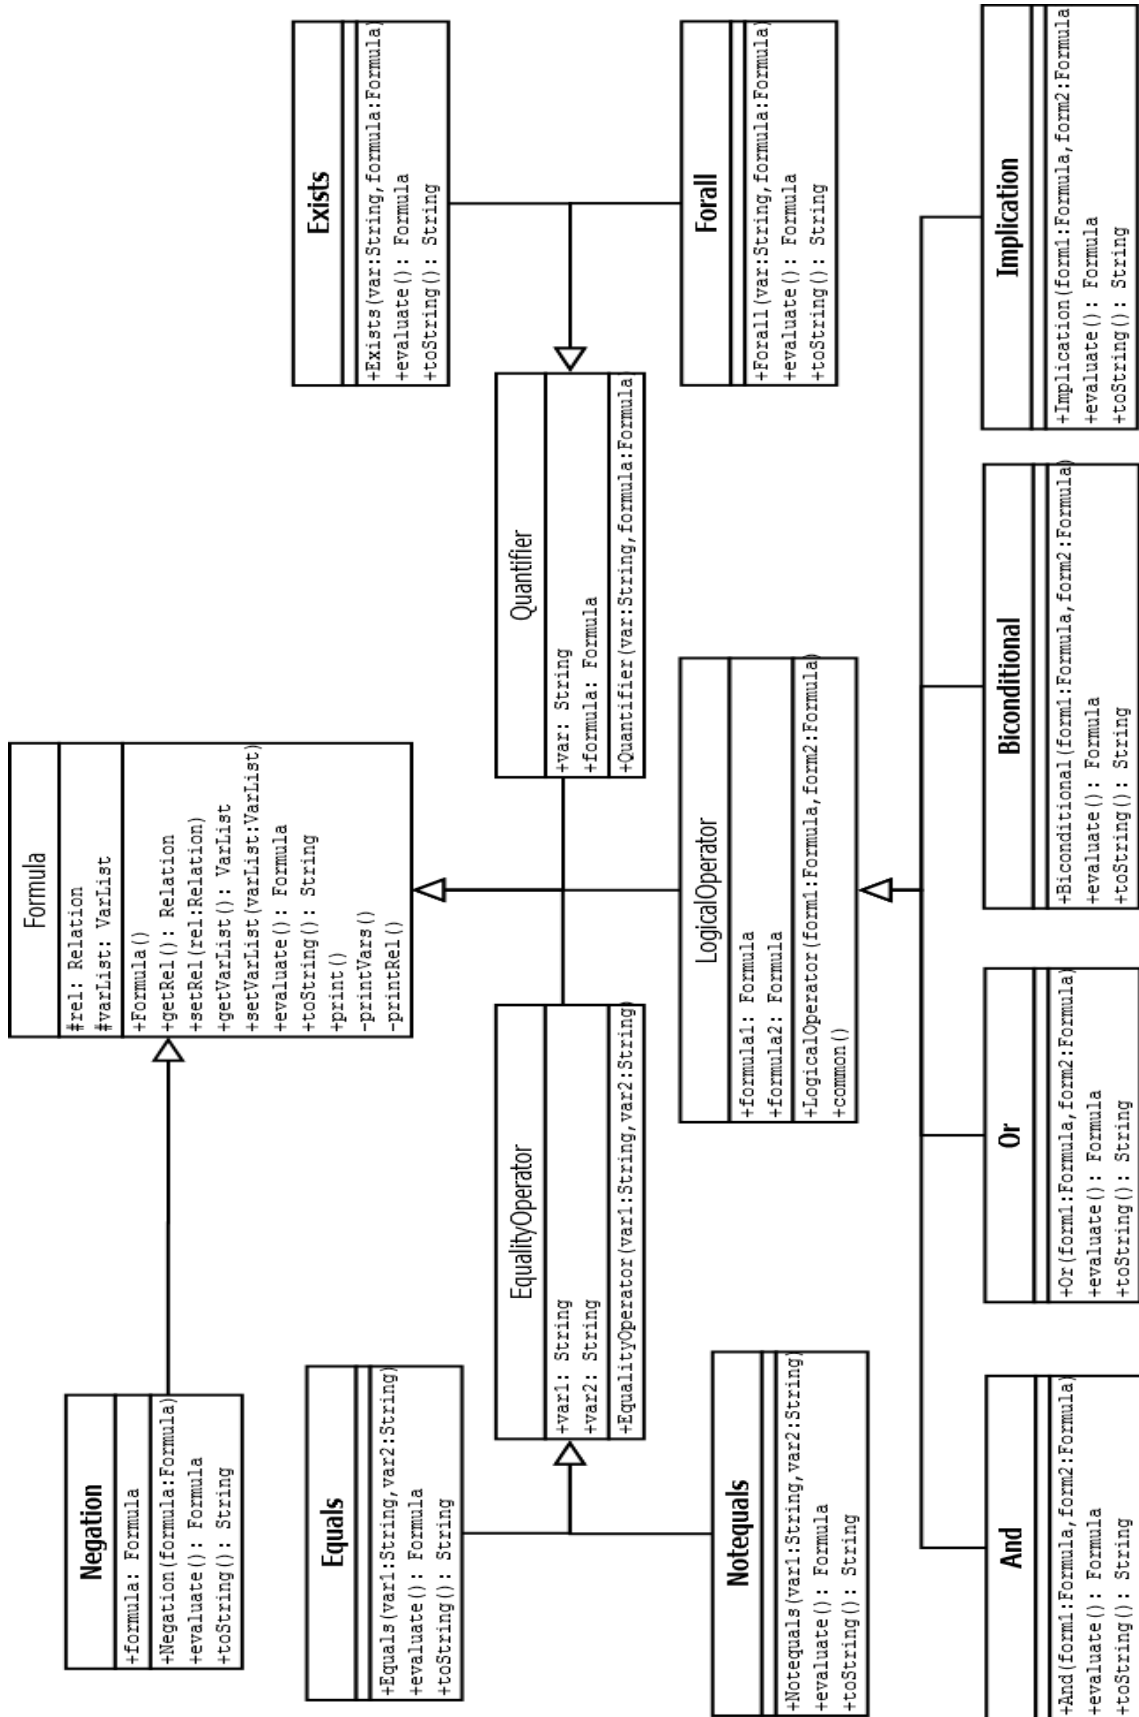 Formula
#rel: Relation
#varList: VarList
+Formula()
+getRel(): Relation
+setRel(rel:Relation)
+getVarList(): VarList
+setVarList(varList:VarList)
+evaluate(): Formula
+toString(): String
+print()
-printVars()
-printRel()
Negation
+formula: Formula
+Negation(formula:Formula)
+evaluate(): Formula
+toString(): String
Equals
+Equals(var1:String,var2:String)
+evaluate(): Formula
+toString(): String
EqualityOperator
+var1: String
+var2: String
+EqualityOperator(var1:String,var2:String)
Notequals
+Notequals(var1:String,var2:String)
+evaluate(): Formula
+toString(): String
Quantifier
+var: String
+formula: Formula
+Quantifier(var:String,formula:Formula)
Exists
+Exists(var:String,formula:Formula)
+evaluate(): Formula
+toString(): String
Forall
+Forall(var:String,formula:Formula)
+evaluate(): Formula
+toString(): String
LogicalOperator
+formula1: Formula
+formula2: Formula
+LogicalOperator(form1:Formula,form2:Formula)
+common()
And
+And(form1:Formula,form2:Formula)
+evaluate(): Formula
+toString(): String
Or
+Or(form1:Formula,form2:Formula)
+evaluate(): Formula
+toString(): String
Biconditional
+Biconditional(form1:Formula,form2:Formula)
+evaluate(): Formula
+toString(): String
Implication
+Implication(form1:Formula,form2:Formula
+evaluate(): Formula
+toString(): String